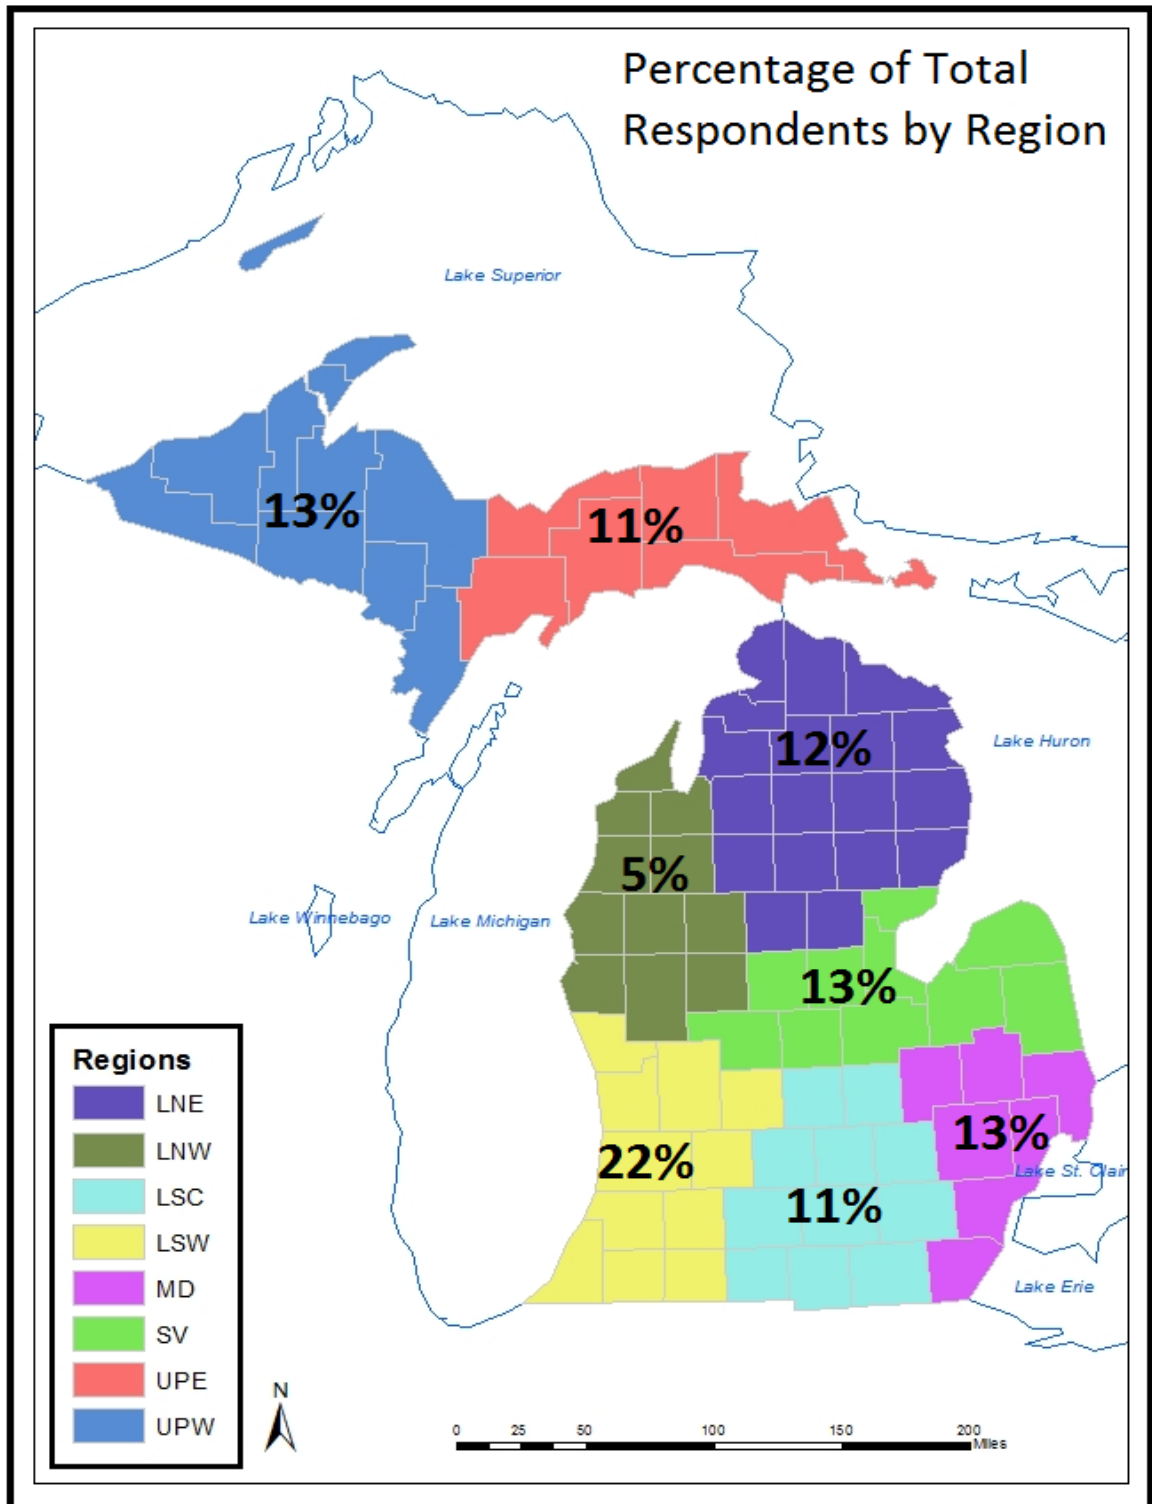 Percentage of Total
Respondents by Region
Lake Superior
13%
11%
12%
Lake Huron
5%
Lake Winnebago
Lake Michigan
13%
Regions
LNE
LNW
LSC
LSW
MD
SV
UPE
UPW
22%
13%
Lake St. Clair
11%
Lake Erie
N
0 25 50 100 150 200
Miles